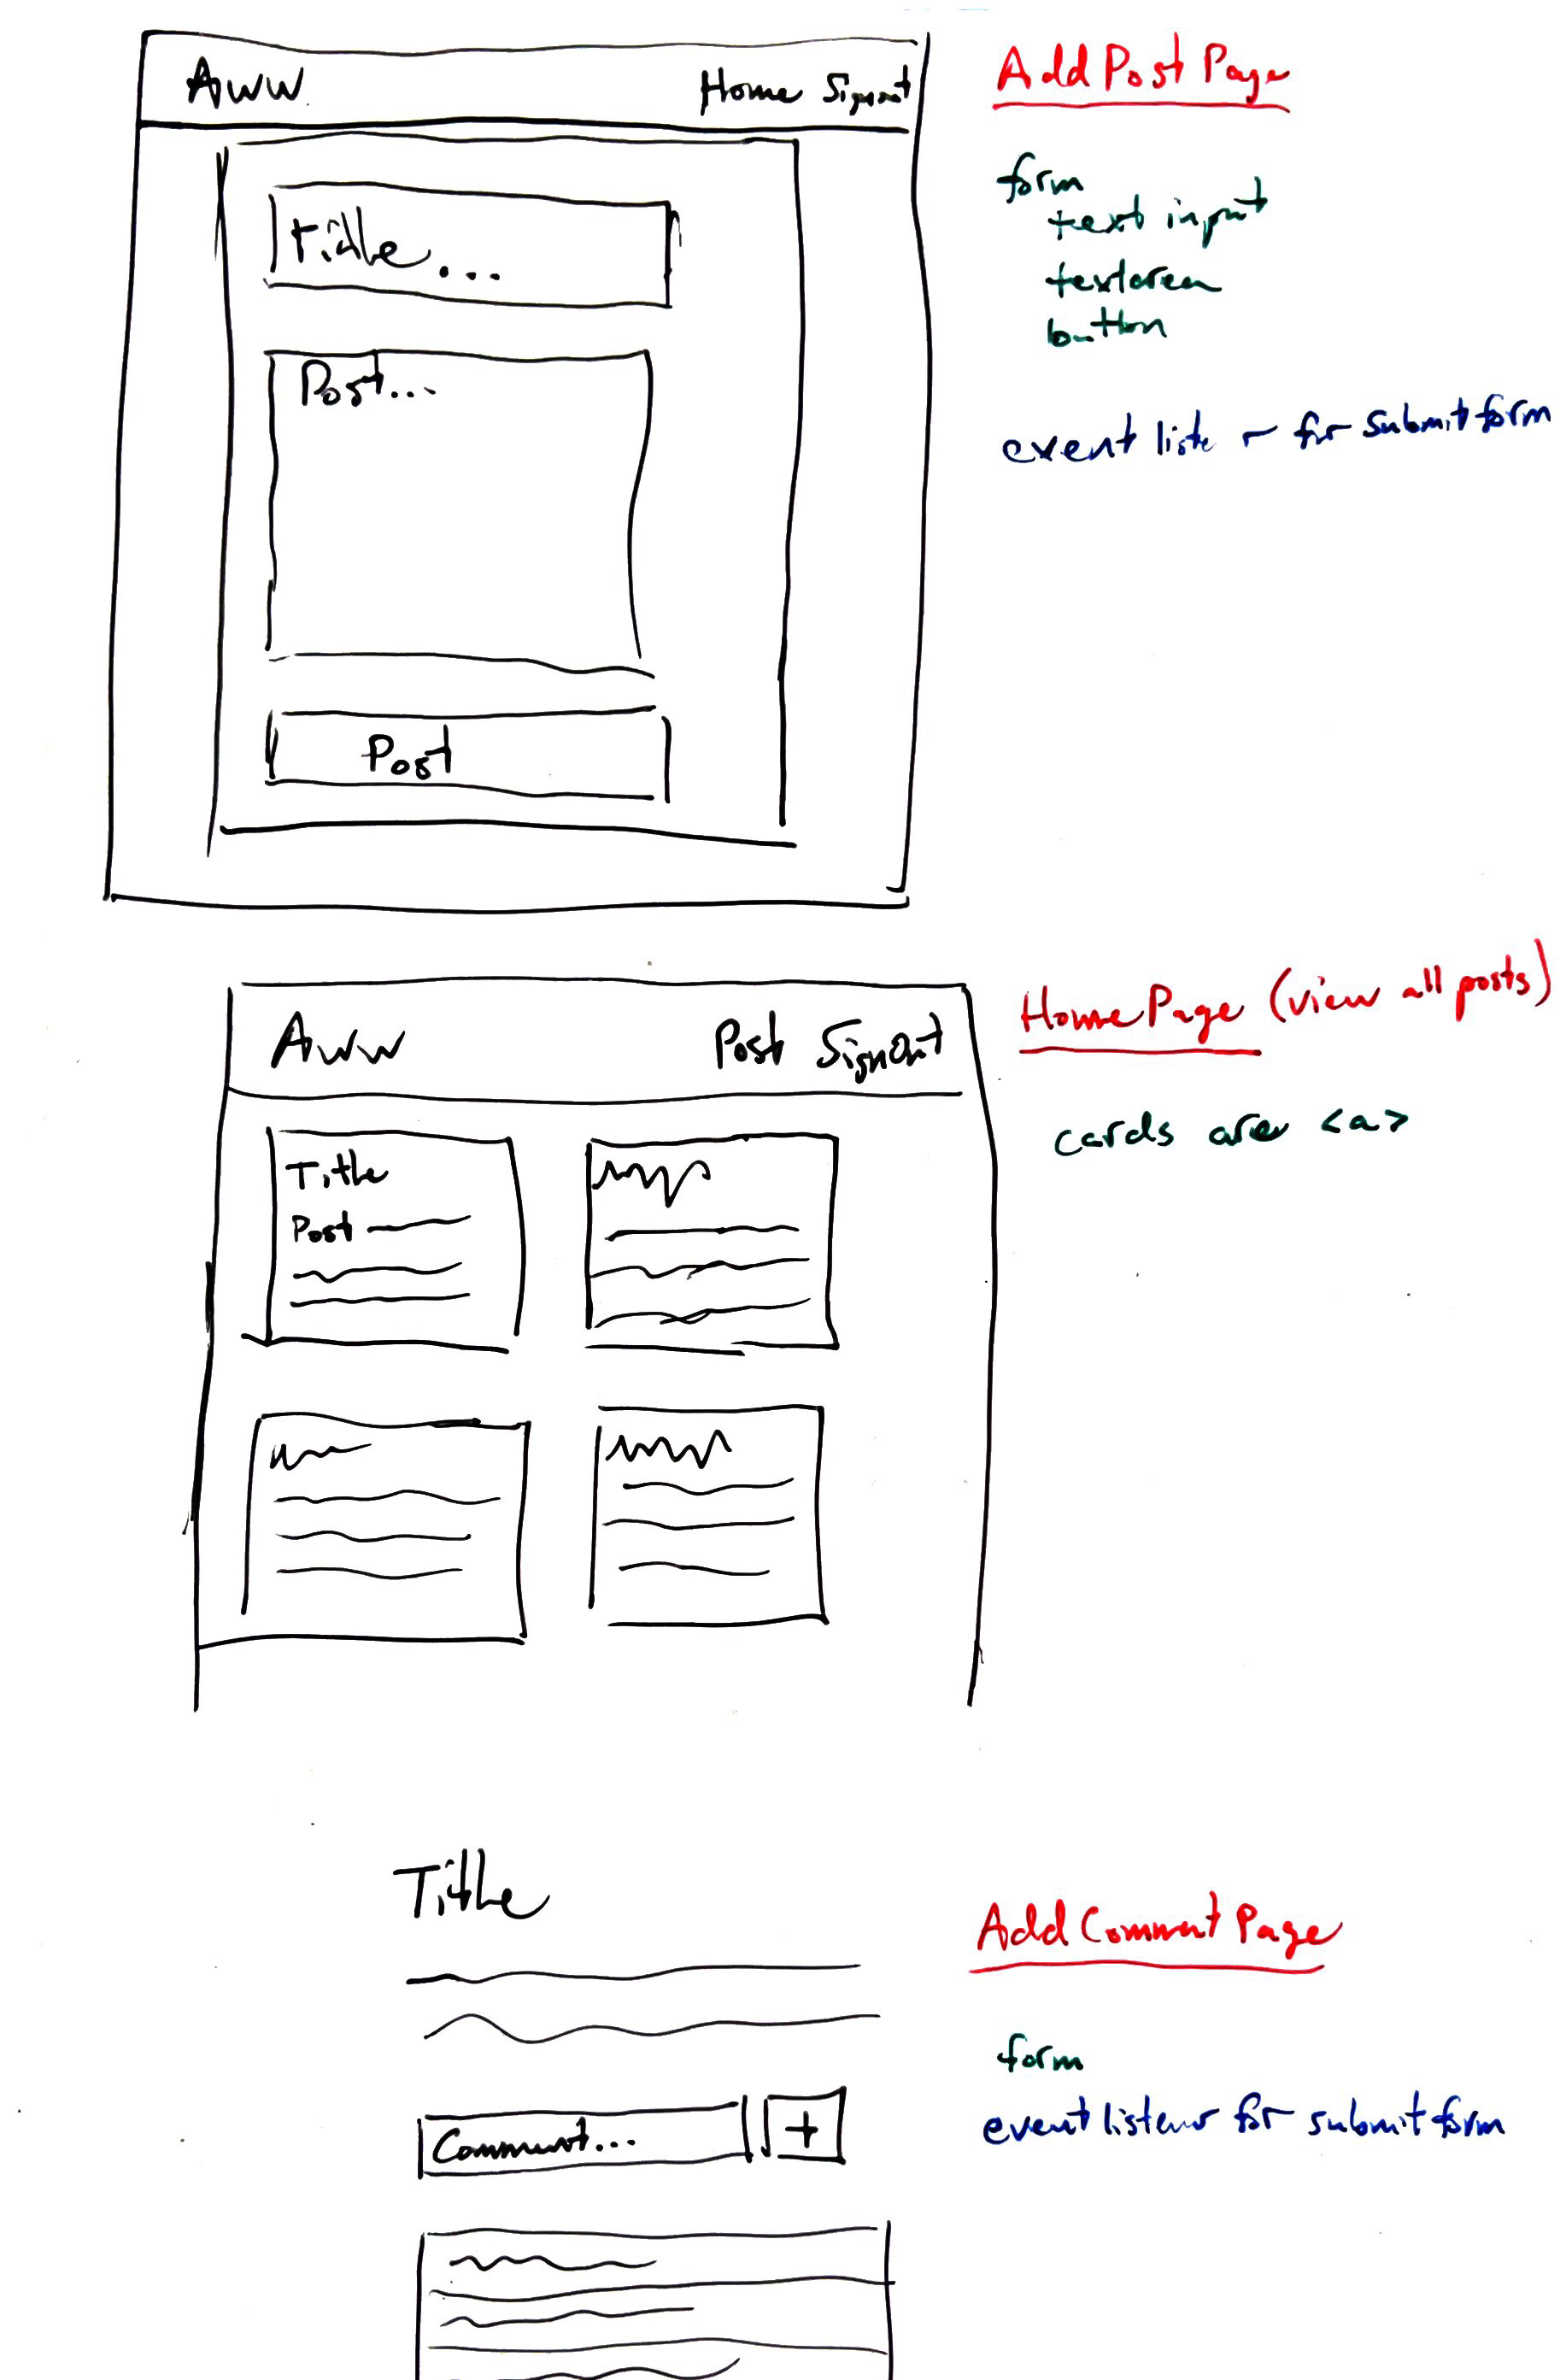 Aww Home Signout
Add Post Page
Title...
form
text input
textarea
button
Post...
event liste r for submit form
Post
Aww Post SignOut
Home Page (view all posts)
Title
Post
cards are <a>
Title
Add Comment Page
form
Comment... +
event listener for submit form